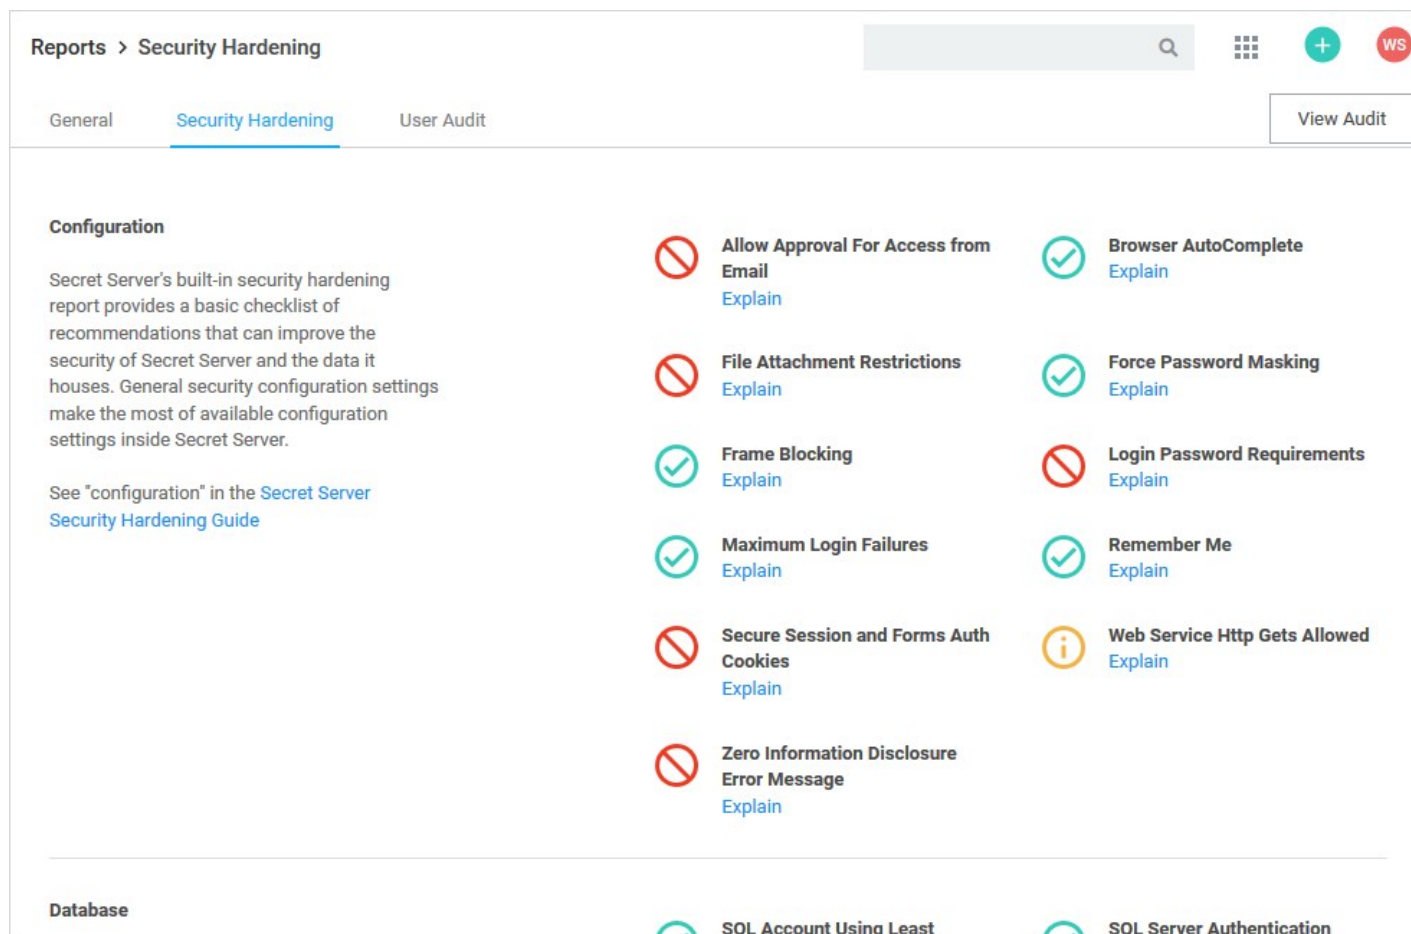 Reports > Security Hardening
WS
General
Security Hardening
User Audit
View Audit
Configuration
Secret Server's built-in security hardening
report provides a basic checklist of
recommendations that can improve the
security of Secret Server and the data it
houses. General security configuration settings
make the most of available configuration
settings inside Secret Server.
See "configuration" in the Secret Server
Security Hardening Guide
Allow Approval For Access from
Email
Explain
Browser AutoComplete
Explain
File Attachment Restrictions
Explain
Force Password Masking
Explain
Frame Blocking
Explain
Login Password Requirements
Explain
Maximum Login Failures
Explain
Remember Me
Explain
Secure Session and Forms Auth
Cookies
Explain
Web Service Http Gets Allowed
Explain
Zero Information Disclosure
Error Message
Explain
Database
SQL Account Using Least
SQL Server Authentication